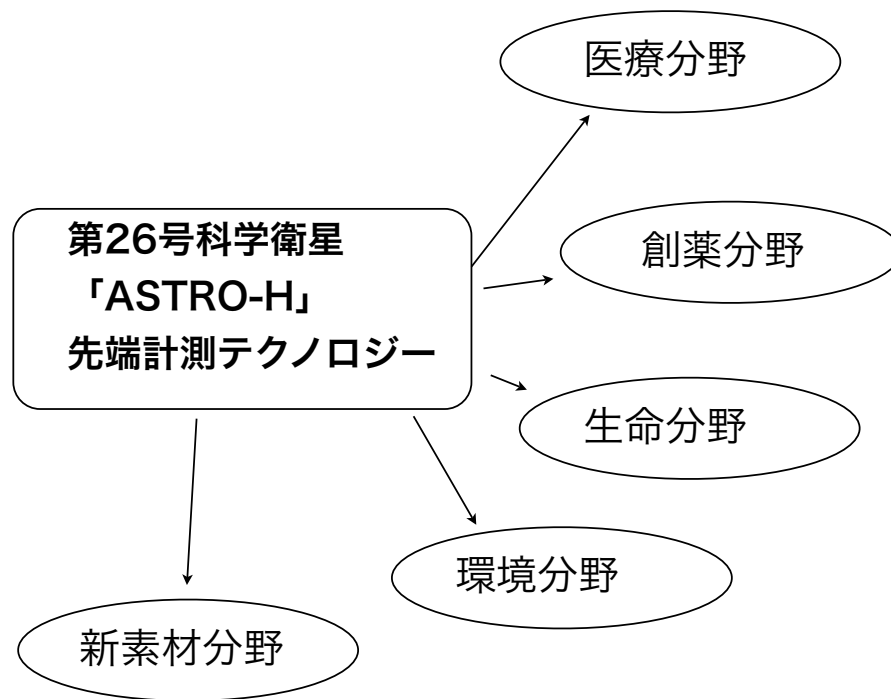 医療分野
第26号科学衛星
「ASTRO-H」
先端計測テクノロジー
創薬分野
生命分野
環境分野
新素材分野